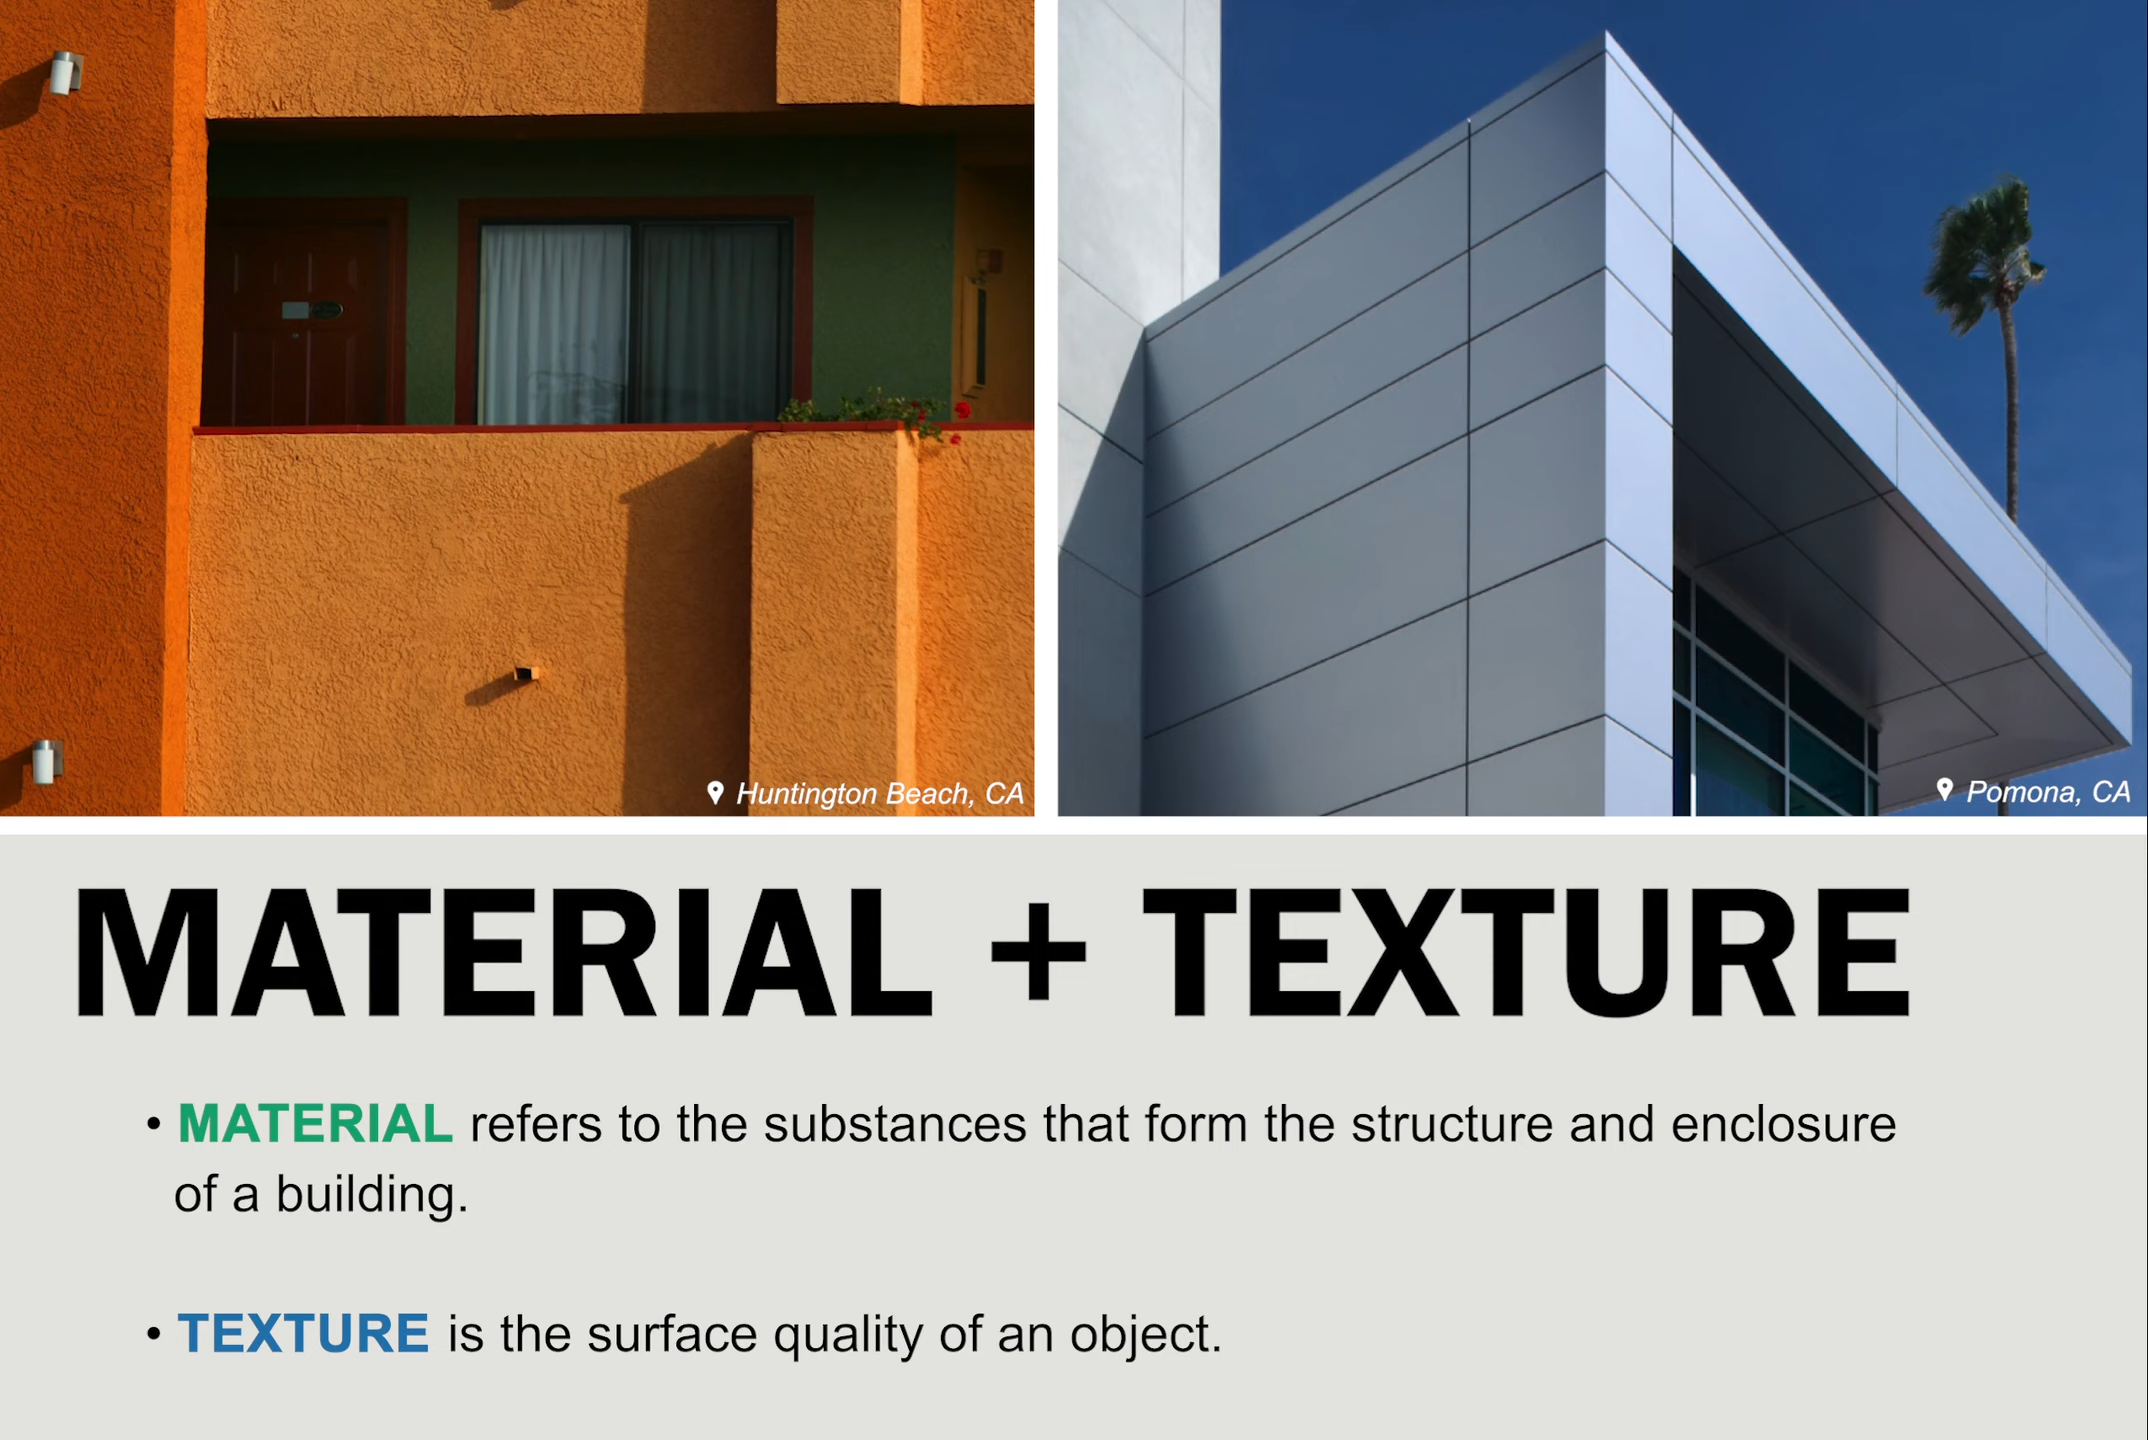 Huntington Beach, CA
Pomona, CA
MATERIAL + TEXTURE
• MATERIAL refers to the substances that form the structure and enclosure
of a building.
• TEXTURE is the surface quality of an object.